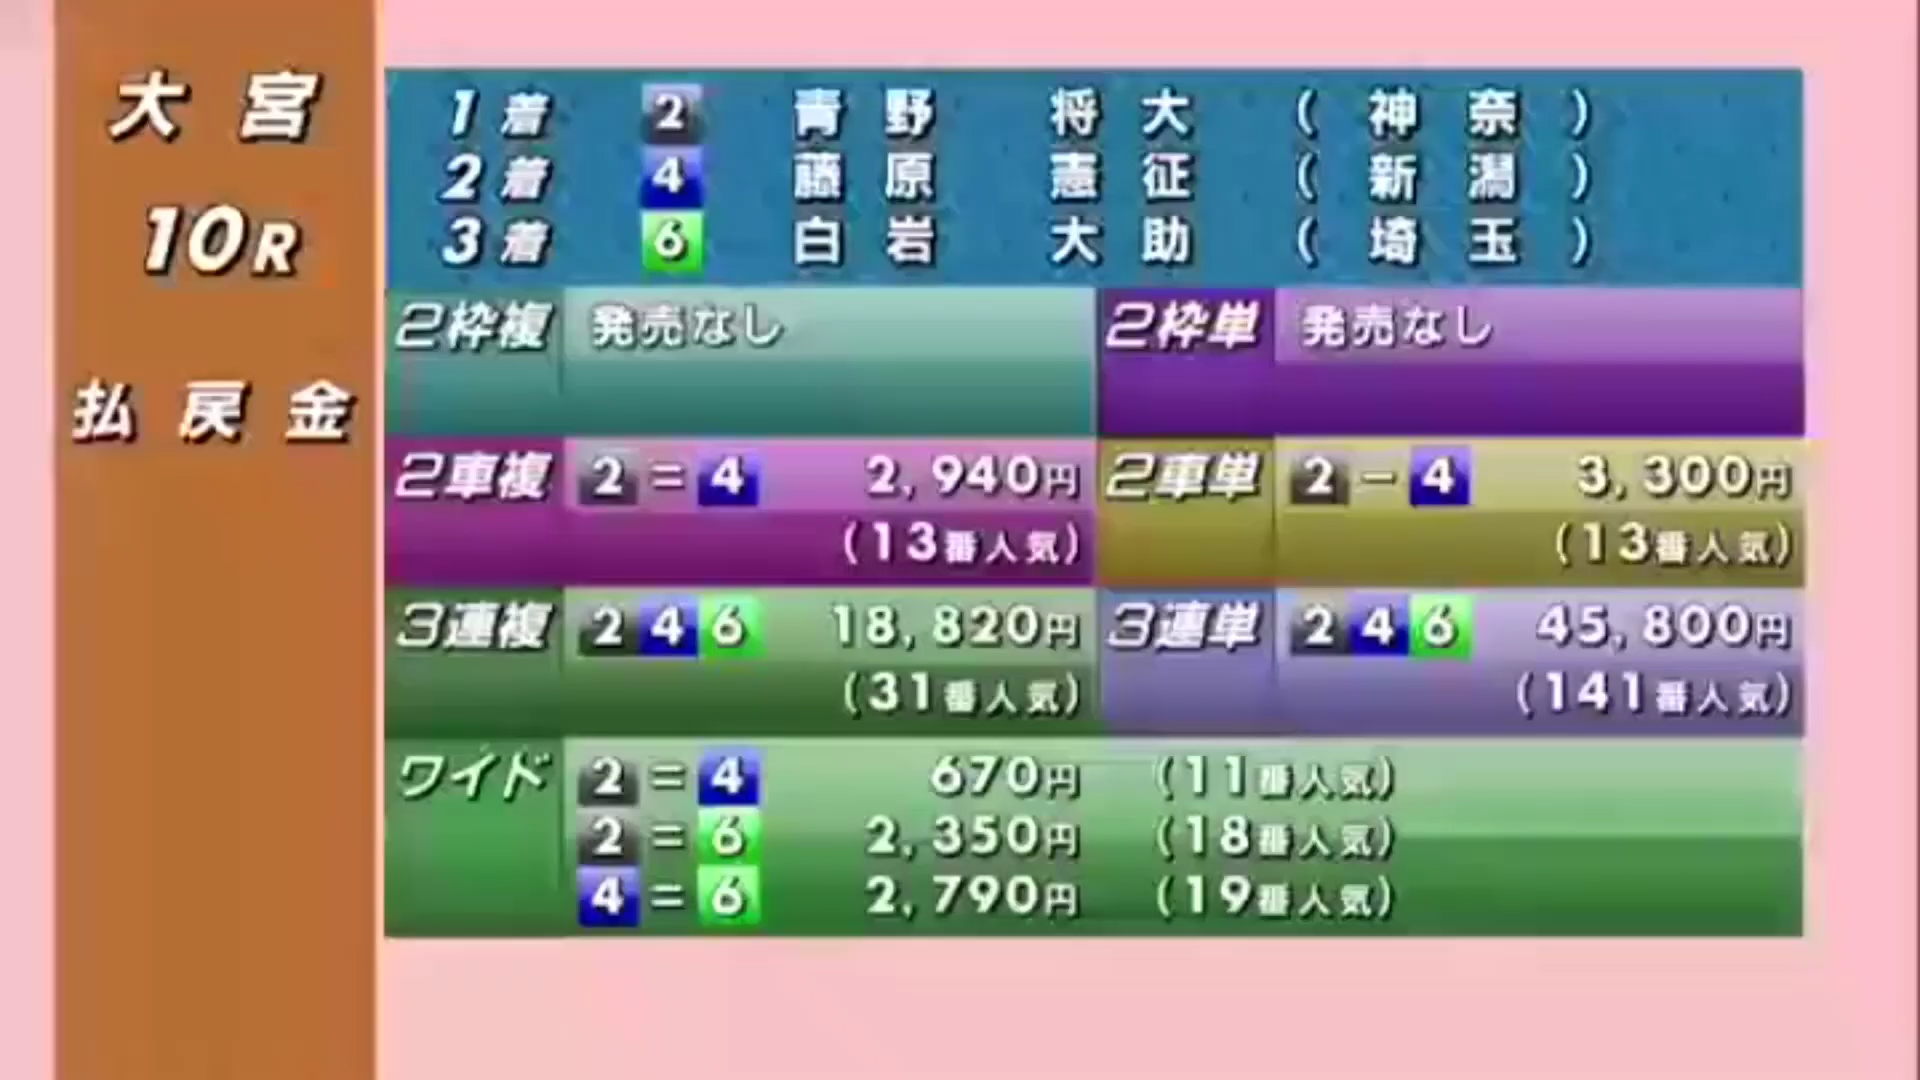 大宮
10R
払戻金
1着 2 青野 将大 (神奈)
2着 4 藤原 憲征 (新潟)
3着 6 白岩 大助 (埼玉)
2枠複 発売なし
2枠単 発売なし
2車複 2=4 2,940円
(13番人気)
2車単 2-4 3,300円
(13番人気)
3連複 2 4 6 18,820円
(31番人気)
3連単 2 4 6 45,800円
(141番人気)
ワイド 2=4 670円 (11番人気)
2=6 2,350円 (18番人気)
4=6 2,790円 (19番人気)